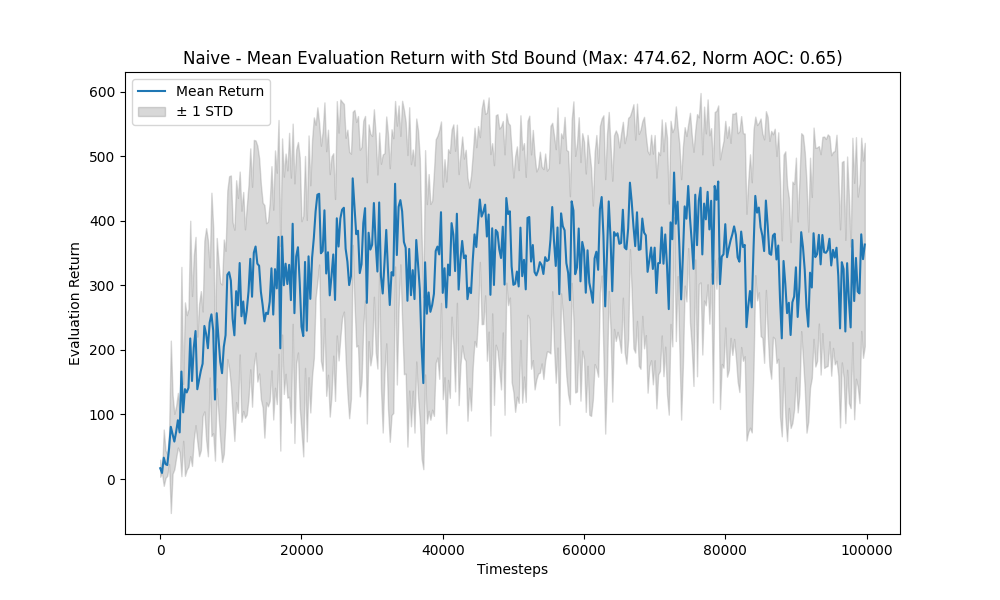 Naive - Mean Evaluation Return with Std Bound (Max: 474.62, Norm AOC: 0.65)
Mean Return
± 1 STD
600
500
400
300
200
100
0
Evaluation Return
0 20000 40000 60000 80000 100000
Timesteps